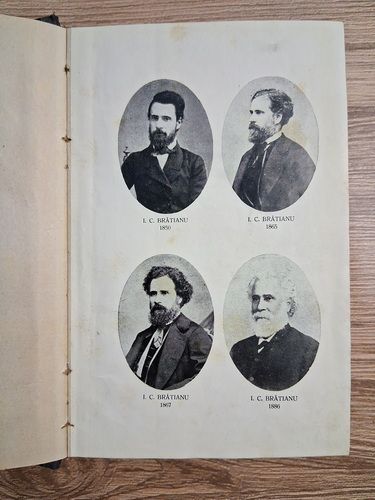 I. C. BRĂTIANU
1850
I. C. BRĂTIANU
1865
I. C. BRĂTIANU
1867
I. C. BRĂTIANU
1886